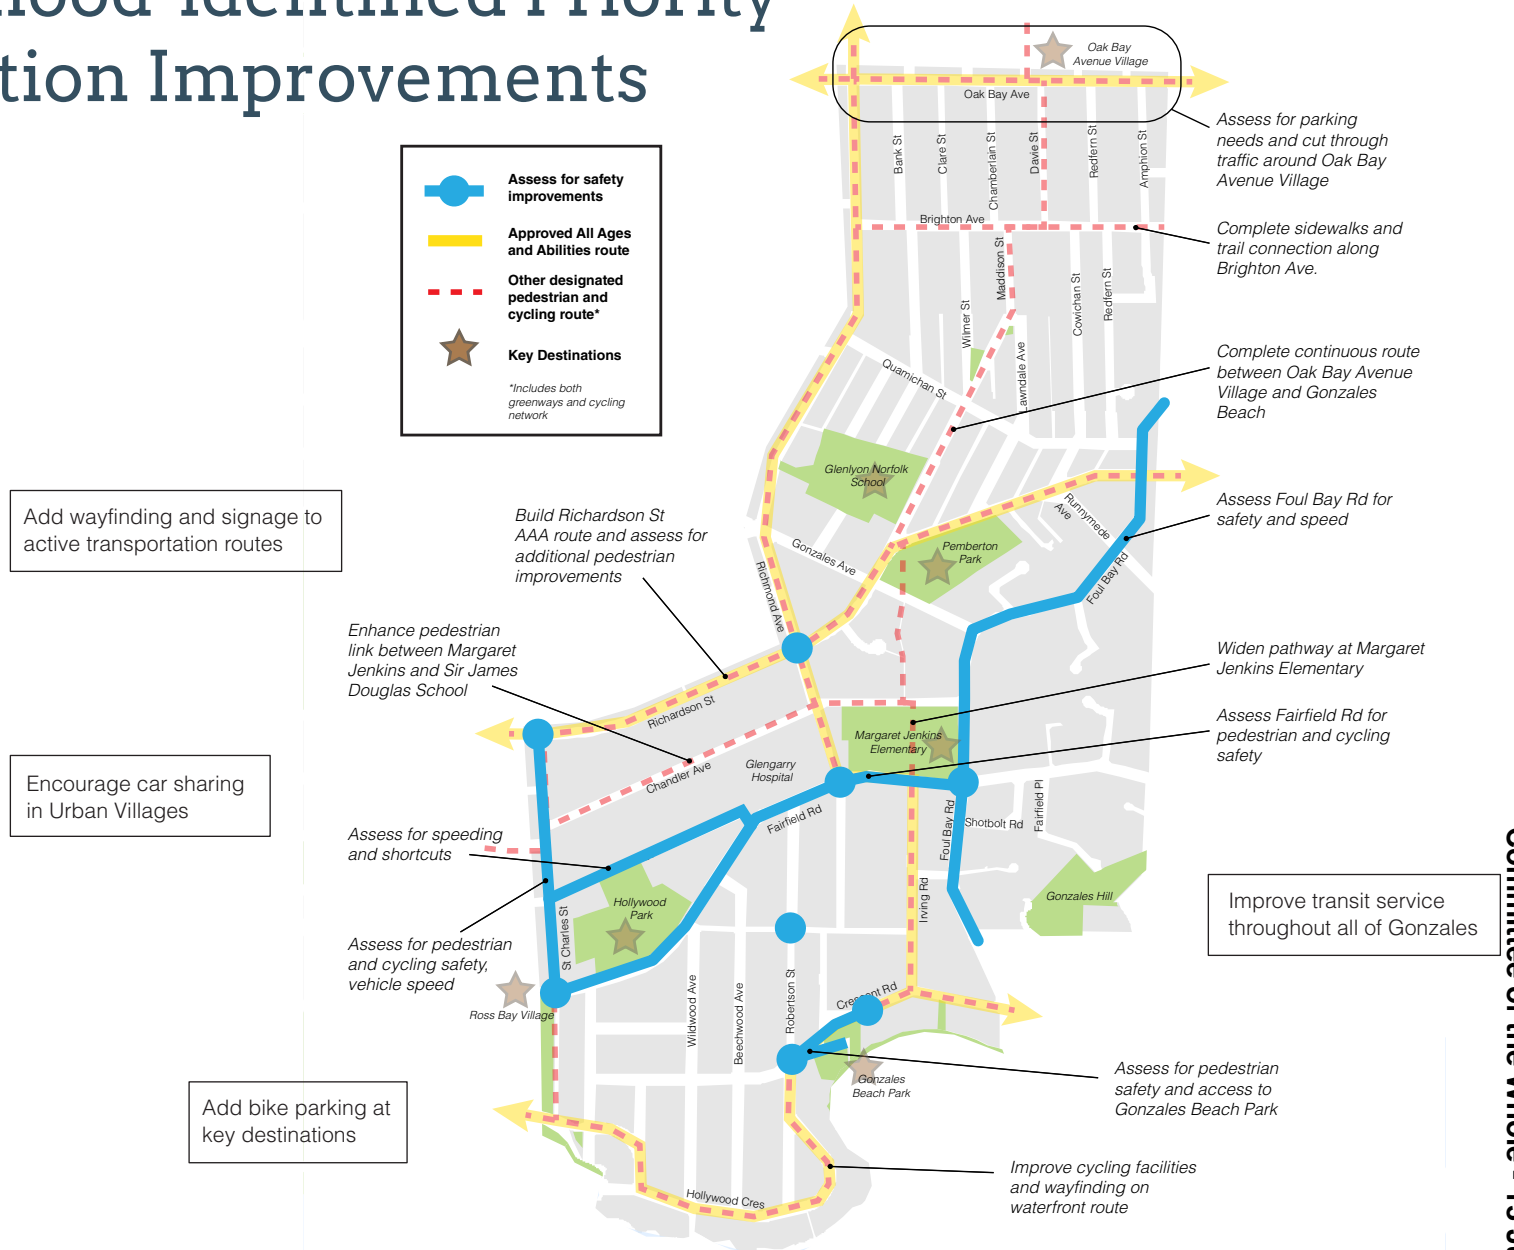 Priority
tion Improvements
Assess for safety
improvements
Approved All Ages
and Abilities route
Other designated
pedestrian and
cycling route*
Key Destinations
*Includes both
greenways and cycling
network
Oak Bay
Avenue Village
Oak Bay Ave
Bank St
Clare St
Chamberlain St
Davie St
Redfern St
Amphion St
Assess for parking
needs and cut through
traffic around Oak Bay
Avenue Village
Brighton Ave
Complete sidewalks and
trail connection along
Brighton Ave.
Maddison St
Wilmer St
Cowichan St
Redfern St
Lawndale Ave
Quamichan St
Complete continuous route
between Oak Bay Avenue
Village and Gonzales
Beach
Glenlyon Norfolk
School
Runnymede
Ave
Assess Foul Bay Rd for
safety and speed
Add wayfinding and signage to
active transportation routes
Build Richardson St
AAA route and assess for
additional pedestrian
improvements
Gonzales Ave
Pemberton
Park
Foul Bay Rd
Richmond Ave
Enhance pedestrian
link between Margaret
Jenkins and Sir James
Douglas School
Widen pathway at Margaret
Jenkins Elementary
Richardson St
Margaret Jenkins
Elementary
Assess Fairfield Rd for
pedestrian and cycling
safety
Chandler Ave
Glengarry
Hospital
Encourage car sharing
in Urban Villages
Fairfield Rd
Foul Bay Rd
Shotbolt Rd
Fairfield Pl
Assess for speeding
and shortcuts
Hollywood
Park
Irving Rd
Gonzales Hill
Improve transit service
throughout all of Gonzales
St Charles St
Assess for pedestrian
and cycling safety,
vehicle speed
Ross Bay Village
Wildwood Ave
Beechwood Ave
Robertson St
Crescent Rd
Gonzales
Beach Park
Assess for pedestrian
safety and access to
Gonzales Beach Park
Add bike parking at
key destinations
Improve cycling facilities
and wayfinding on
waterfront route
Hollywood Cres
Committee of the Whole - 15